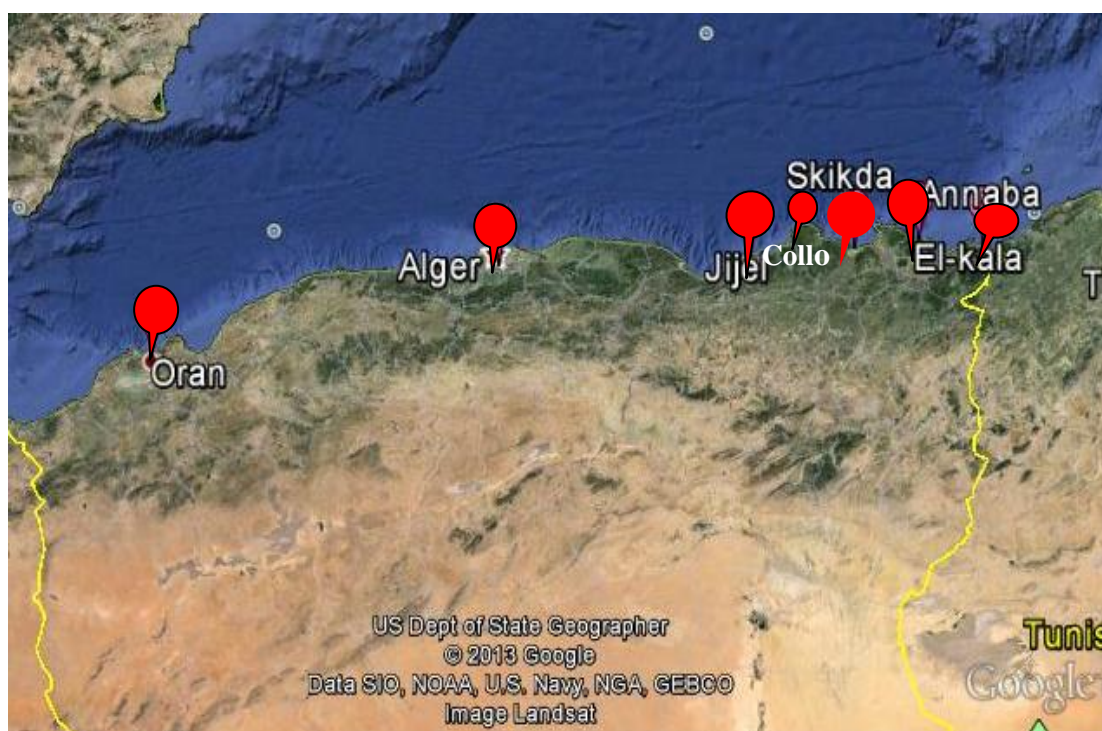 Skikda
Annaba
Alger
Jijel
Collo
El-kala
T
Oran
US Dept of State Geographer
© 2013 Google
Data SIO, NOAA, U.S. Navy, NGA, GEBCO
Image Landsat
Tunis
Google